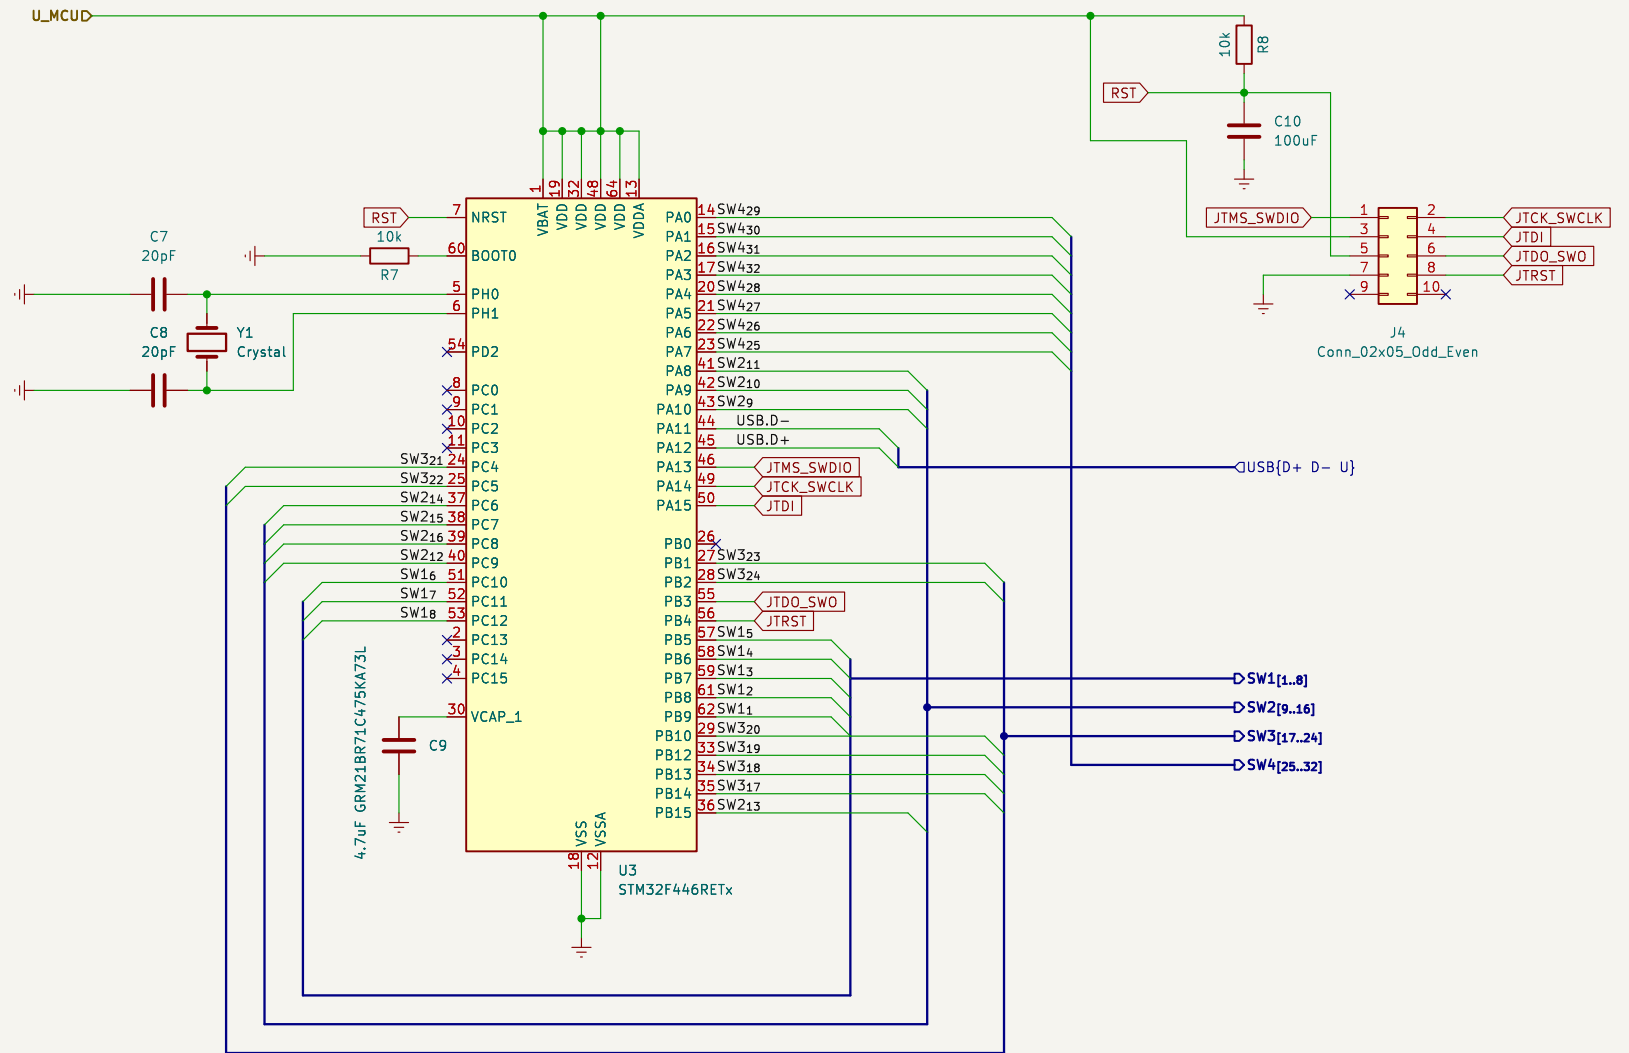 U_MCU
10k
R8
RST
C10
100uF
1
19
32
48
64
13
VBAT
VDD
VDD
VDD
VDD
VDDA
RST
7
NRST
10k
60
BOOT0
R7
C7
20pF
5
PH0
6
PH1
C8
20pF
Y1
Crystal
54
PD2
8
PC0
9
PC1
10
PC2
11
PC3
SW321
24
PC4
SW322
25
PC5
SW214
37
PC6
SW215
38
PC7
SW216
39
PC8
SW212
40
PC9
SW16
51
PC10
SW17
52
PC11
SW18
53
PC12
2
PC13
3
PC14
4
PC15
30
VCAP_1
C9
4.7uF GRM21BR71C475KA73L
PA0
14
SW429
PA1
15
SW430
PA2
16
SW431
PA3
17
SW432
PA4
20
SW428
PA5
21
SW427
PA6
22
SW426
PA7
23
SW425
PA8
41
SW211
PA9
42
SW210
PA10
43
SW29
PA11
44
USB.D-
PA12
45
USB.D+
PA13
46
JTMS_SWDIO
PA14
49
JTCK_SWCLK
PA15
50
JTDI
PB0
26
PB1
27
SW323
PB2
28
SW324
PB3
55
JTDO_SWO
PB4
56
JTRST
PB5
57
SW15
PB6
58
SW14
PB7
59
SW13
PB8
61
SW12
PB9
62
SW11
PB10
29
SW320
PB12
33
SW319
PB13
34
SW318
PB14
35
SW317
PB15
36
SW213
VSS
VSSA
18
12
U3
STM32F446RETx
JTMS_SWDIO
1
2
JTCK_SWCLK
3
4
JTDI
5
6
JTDO_SWO
7
8
JTRST
9
10
J4
Conn_02x05_Odd_Even
USB{D+ D- U}
SW1[1..8]
SW2[9..16]
SW3[17..24]
SW4[25..32]